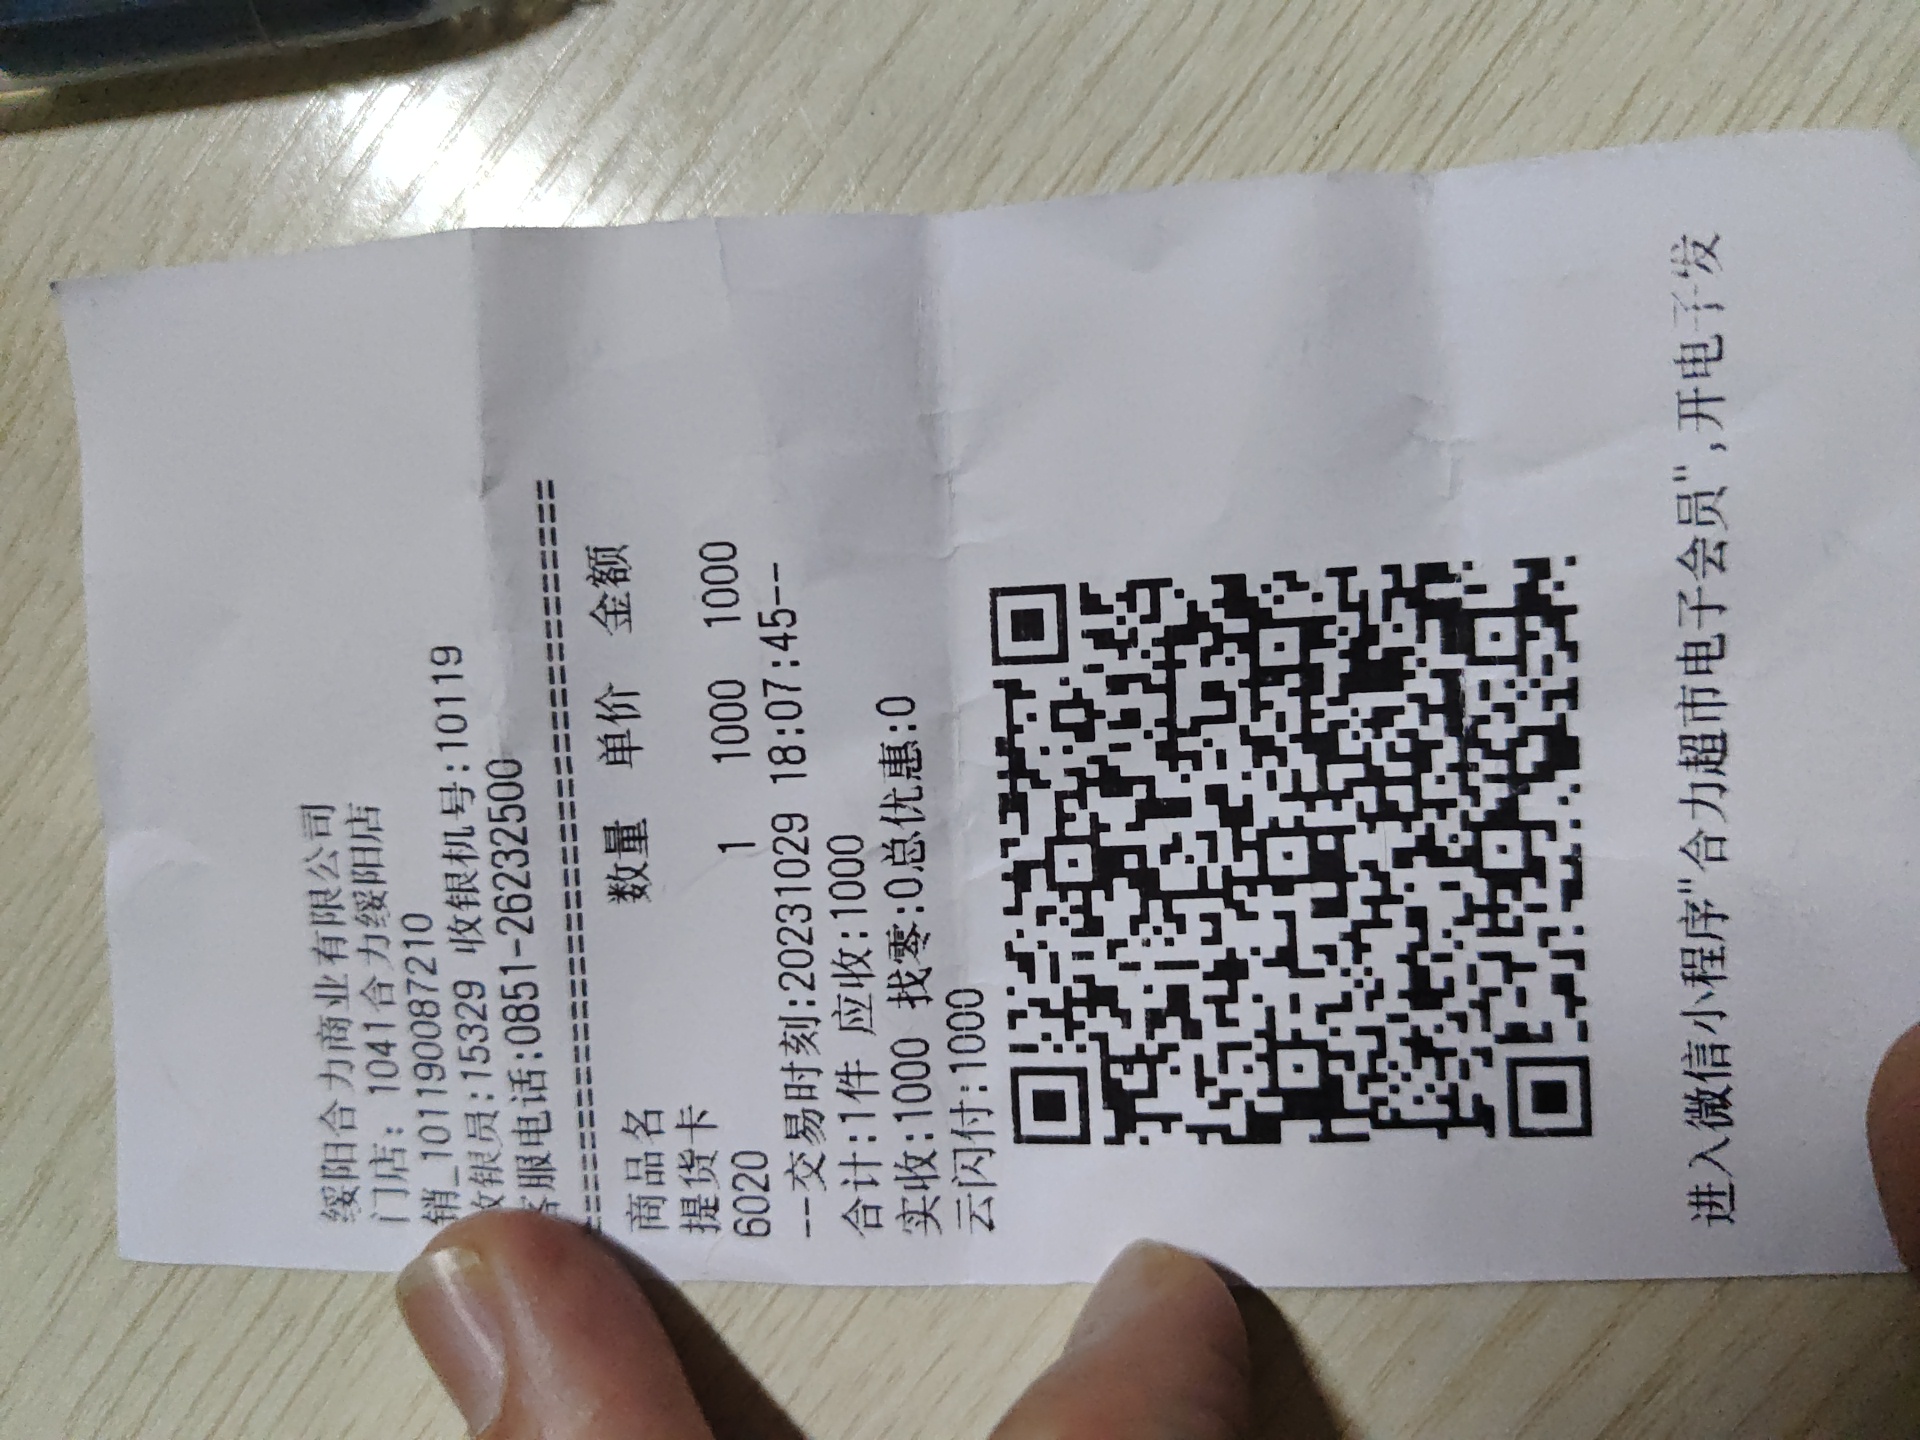 绥阳合力商业有限公司
门店: 1041合力绥阳店
销_101190087210
收银员:15329 收银机号:10119
客服电话:0851-26232500
商品名 数量 单价 金额
提货卡
6020 1 1000 1000
--交易时刻:20231029 18:07:45--
合计:1件 应收:1000
实收:1000 找零:0总优惠:0
云闪付:1000
进入微信小程序"合力超市电子会员",开电子发